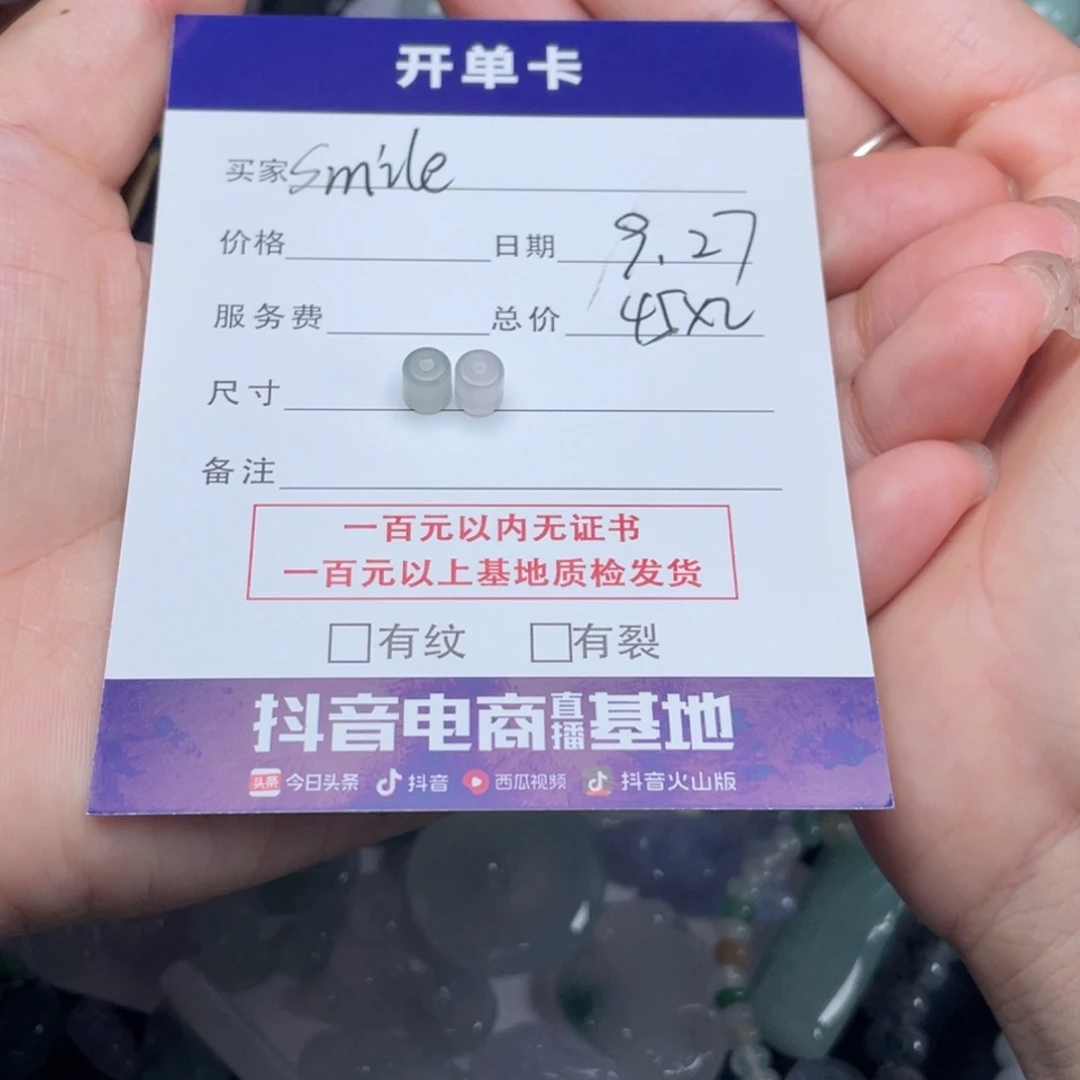 开单卡
买家 Smile
价格 日期 9.27
服务费 总价 45x2
尺寸
备注
一百元以内无证书
一百元以上基地质检发货
有纹 有裂
抖音电商直播基地
头条 今日头条 抖音 西瓜视频 抖音火山版